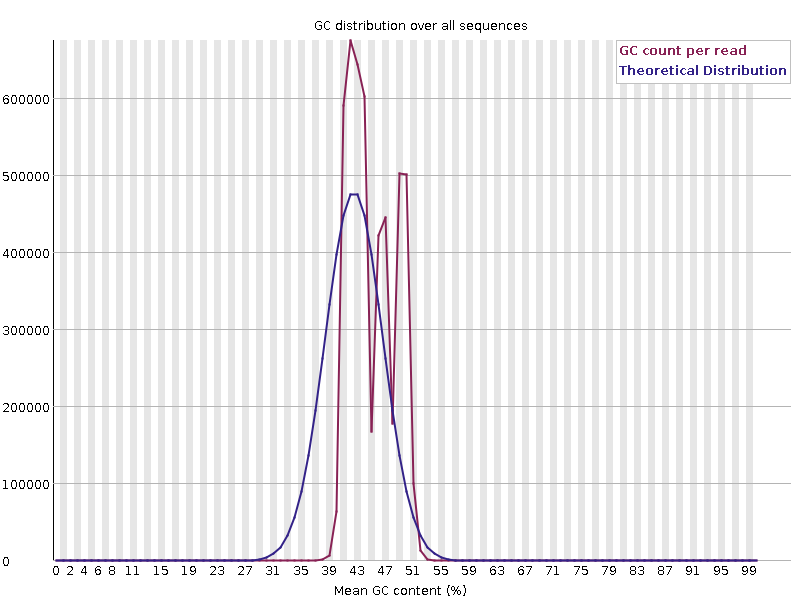 GC distribution over all sequences
GC count per read
Theoretical Distribution
600000
500000
400000
300000
200000
100000
0
0 2 4 6 8 11 15 19 23 27 31 35 39 43 47 51 55 59 63 67 71 75 79 83 87 91 95 99
Mean GC content (%)